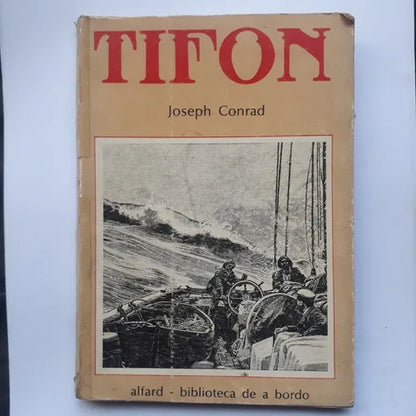 TIFON
Joseph Conrad
alfard - biblioteca de a bordo